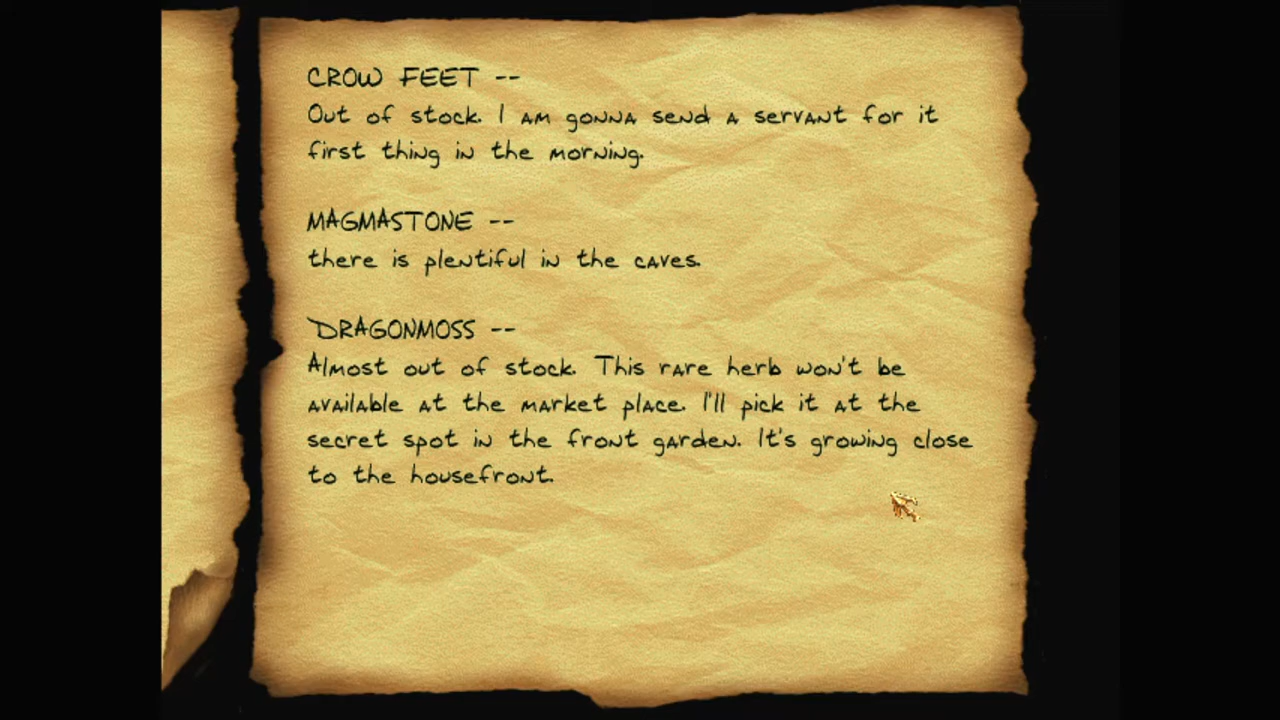 CROW FEET --
Out of stock. I am gonna send a servant for it
first thing in the morning.
MAGMASTONE --
there is plentiful in the caves.
DRAGONMOSS --
Almost out of stock. This rare herb won't be
available at the market place. I'll pick it at the
secret spot in the front garden. It's growing close
to the housefront.